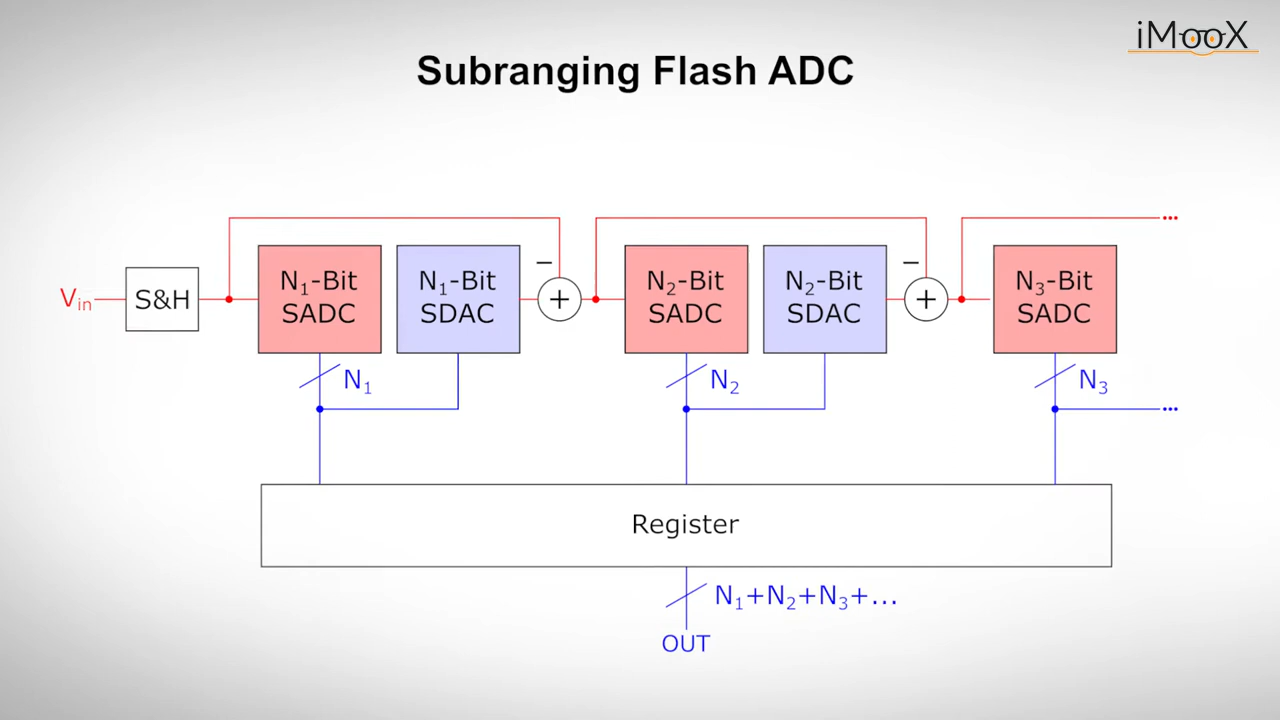 iMooX
Subranging Flash ADC
Vin
S&H
N1-Bit
SADC
N1-Bit
SDAC
−
+
N2-Bit
SADC
N2-Bit
SDAC
−
+
N3-Bit
SADC
...
N1
N2
N3
...
Register
N1+N2+N3+...
OUT